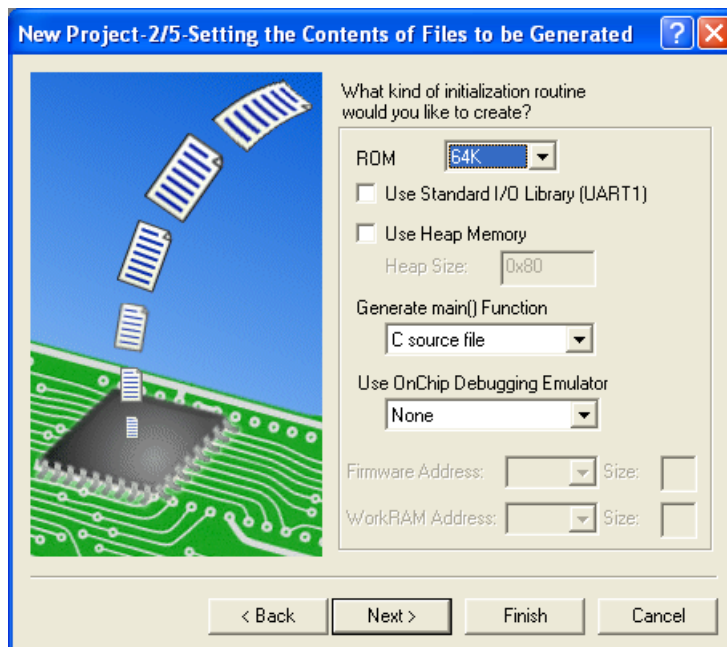 New Project-2/5-Setting the Contents of Files to be Generated
What kind of initialization routine
would you like to create?
ROM 64K
Use Standard I/O Library (UART1)
Use Heap Memory
Heap Size: 0x80
Generate main() Function
C source file
Use OnChip Debugging Emulator
None
Firmware Address: Size:
WorkRAM Address: Size:
< Back Next > Finish Cancel